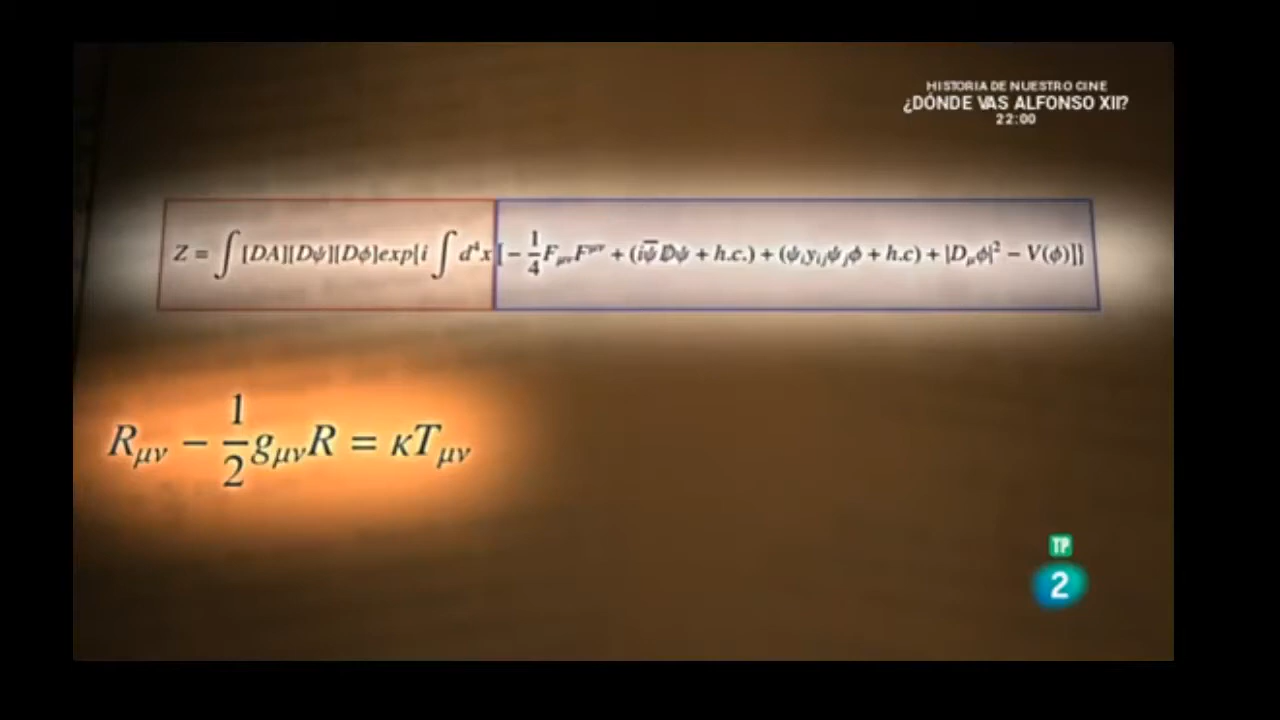 HISTORIA DE NUESTRO CINE
¿DÓNDE VAS ALFONSO XII?
22:00
Z = ∫[DA][Dψ][Dϕ]exp{i∫d⁴x[−1/4 F_μν F^μν + (iψ̄Dψ + h.c.) + (ψ_i y_ij ψ_j ϕ + h.c) + |D_μ ϕ|² − V(ϕ)]}
R_μν − 1/2 g_μν R = κT_μν
TP
2